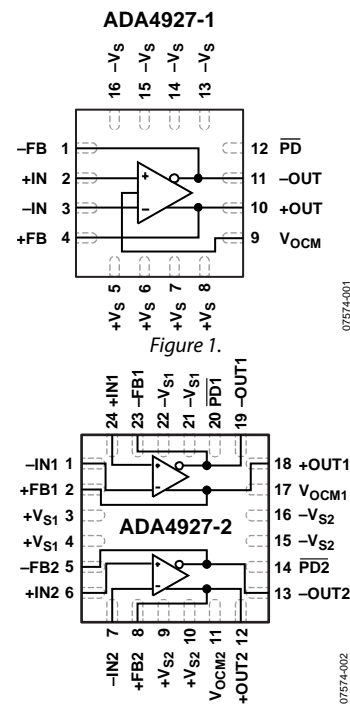 ADA4927-1
16 –VS
15 –VS
14 –VS
13 –VS
–FB 1
+IN 2
–IN 3
+FB 4
12 PD
11 –OUT
10 +OUT
9 VOCM
+
–
+VS 5
+VS 6
+VS 7
+VS 8
07574-001
Figure 1.
24 +IN1
23 –FB1
22 –VS1
21 –VS1
20 PD1
19 –OUT1
–IN1 1
+FB1 2
+VS1 3
+VS1 4
–FB2 5
+IN2 6
+
–
ADA4927-2
+
–
18 +OUT1
17 VOCM1
16 –VS2
15 –VS2
14 PD2
13 –OUT2
–IN2 7
+FB2 8
+VS2 9
+VS2 10
VOCM2 11
+OUT2 12
07574-002